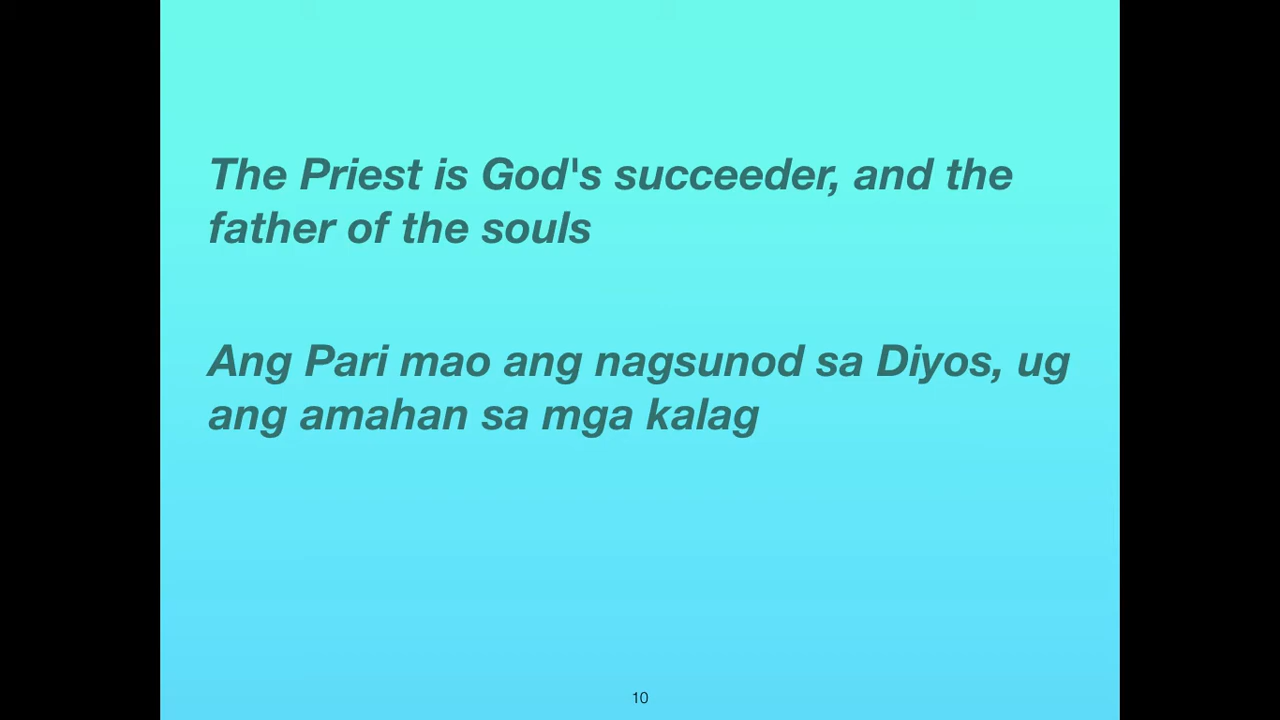 The Priest is God's succeeder, and the
father of the souls
Ang Pari mao ang nagsunod sa Diyos, ug
ang amahan sa mga kalag
10